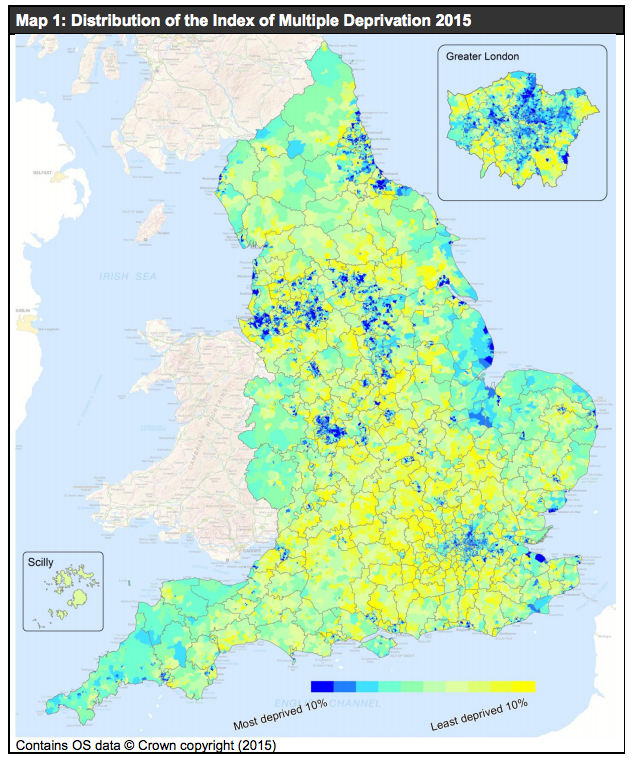 Map 1: Distribution of the Index of Multiple Deprivation 2015
Greater London
BELFAST
IRISH SEA
DUBLIN
Scilly
ENGLISH CHANNEL
Most deprived 10%
Least deprived 10%
Contains OS data © Crown copyright (2015)